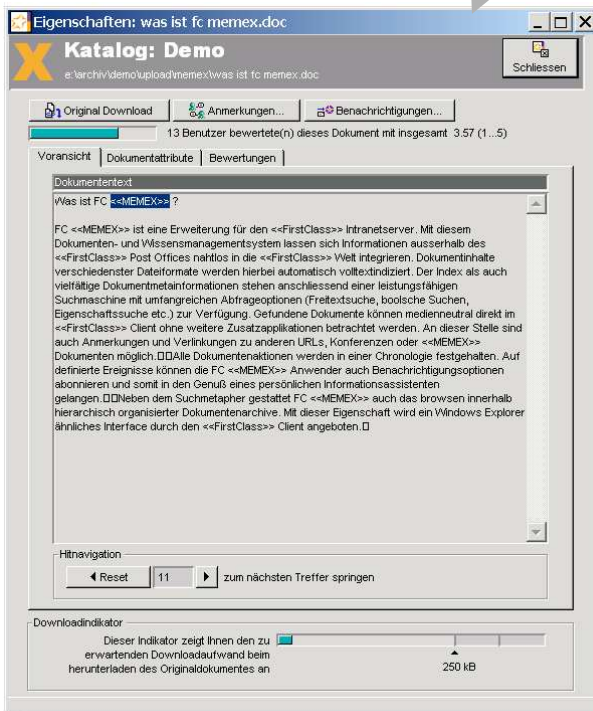 Eigenschaften: was ist fc memex.doc
Katalog: Demo
e:\archiv\demo\upload\memex\was ist fc memex.doc
Schliessen
Original Download
Anmerkungen...
Benachrichtigungen...
13 Benutzer bewertete(n) dieses Dokument mit insgesamt 3.57 (1...5)
Voransicht
Dokumentattribute
Bewertungen
Dokumententext
Was ist FC <<MEMEX>> ?
FC <<MEMEX>> ist eine Erweiterung für den <<FirstClass>> Intranetserver. Mit diesem
Dokumenten- und Wissensmanagementsystem lassen sich Informationen ausserhalb des
<<FirstClass>> Post Offices nahtlos in die <<FirstClass>> Welt integrieren. Dokumentinhalte
verschiedenster Dateiformate werden hierbei automatisch volltextindiziert. Der Index als auch
vielfältige Dokumentmetainformationen stehen anschliessend einer leistungsfähigen
Suchmaschine mit umfangreichen Abfrageoptionen (Freitextsuche, boolsche Suchen,
Eigenschaftssuche etc.) zur Verfügung. Gefundene Dokumente können medienneutral direkt im
<<FirstClass>> Client ohne weitere Zusatzapplikationen betrachtet werden. An dieser Stelle sind
auch Anmerkungen und Verlinkungen zu anderen URLs, Konferenzen oder <<MEMEX>>
Dokumenten möglich.□□Alle Dokumentenaktionen werden in einer Chronologie festgehalten. Auf
definierte Ereignisse können die FC <<MEMEX>> Anwender auch Benachrichtigungsoptionen
abonnieren und somit in den Genuß eines persönlichen Informationsassistenten
gelangen.□□Neben dem Suchmetapher gestattet FC <<MEMEX>> auch das browsen innerhalb
hierarchisch organisierter Dokumentenarchive. Mit dieser Eigenschaft wird ein Windows Explorer
ähnliches Interface durch den <<FirstClass>> Client angeboten.□
Hitnavigation
Reset
11
zum nächsten Treffer springen
Downloadindikator
Dieser Indikator zeigt Ihnen den zu
erwartenden Downloadaufwand beim
herunterladen des Originaldokumentes an
250 kB